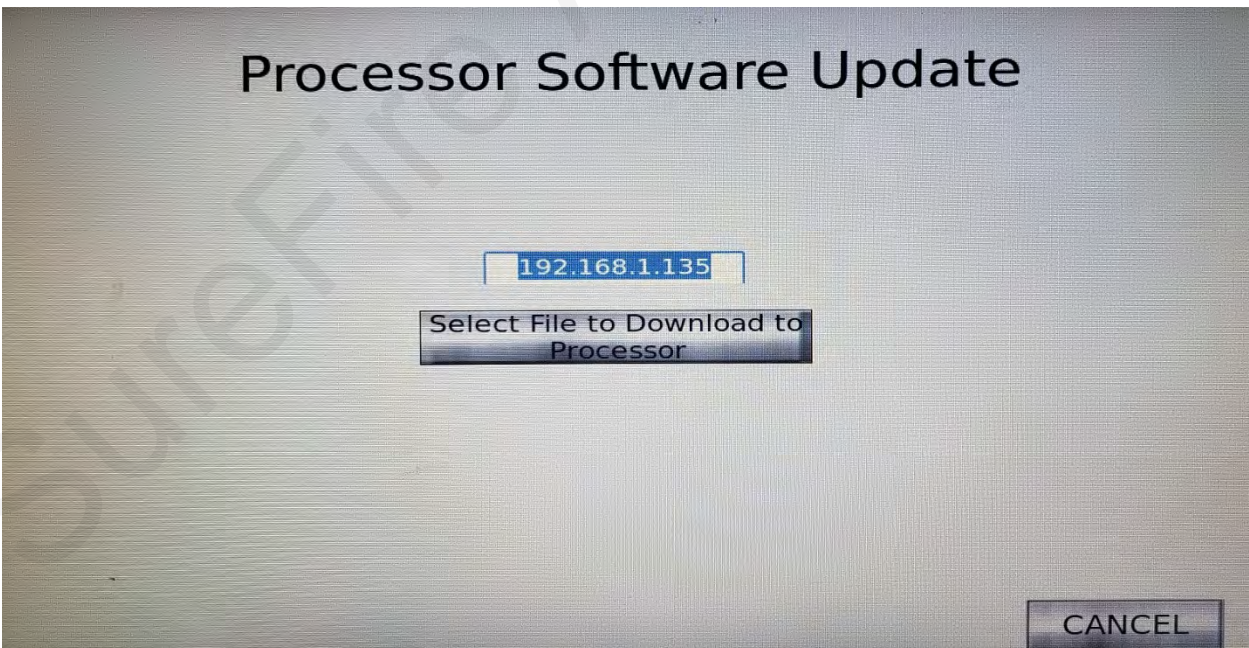 Processor Software Update
192.168.1.135
Select File to Download to
Processor
CANCEL
SureFire